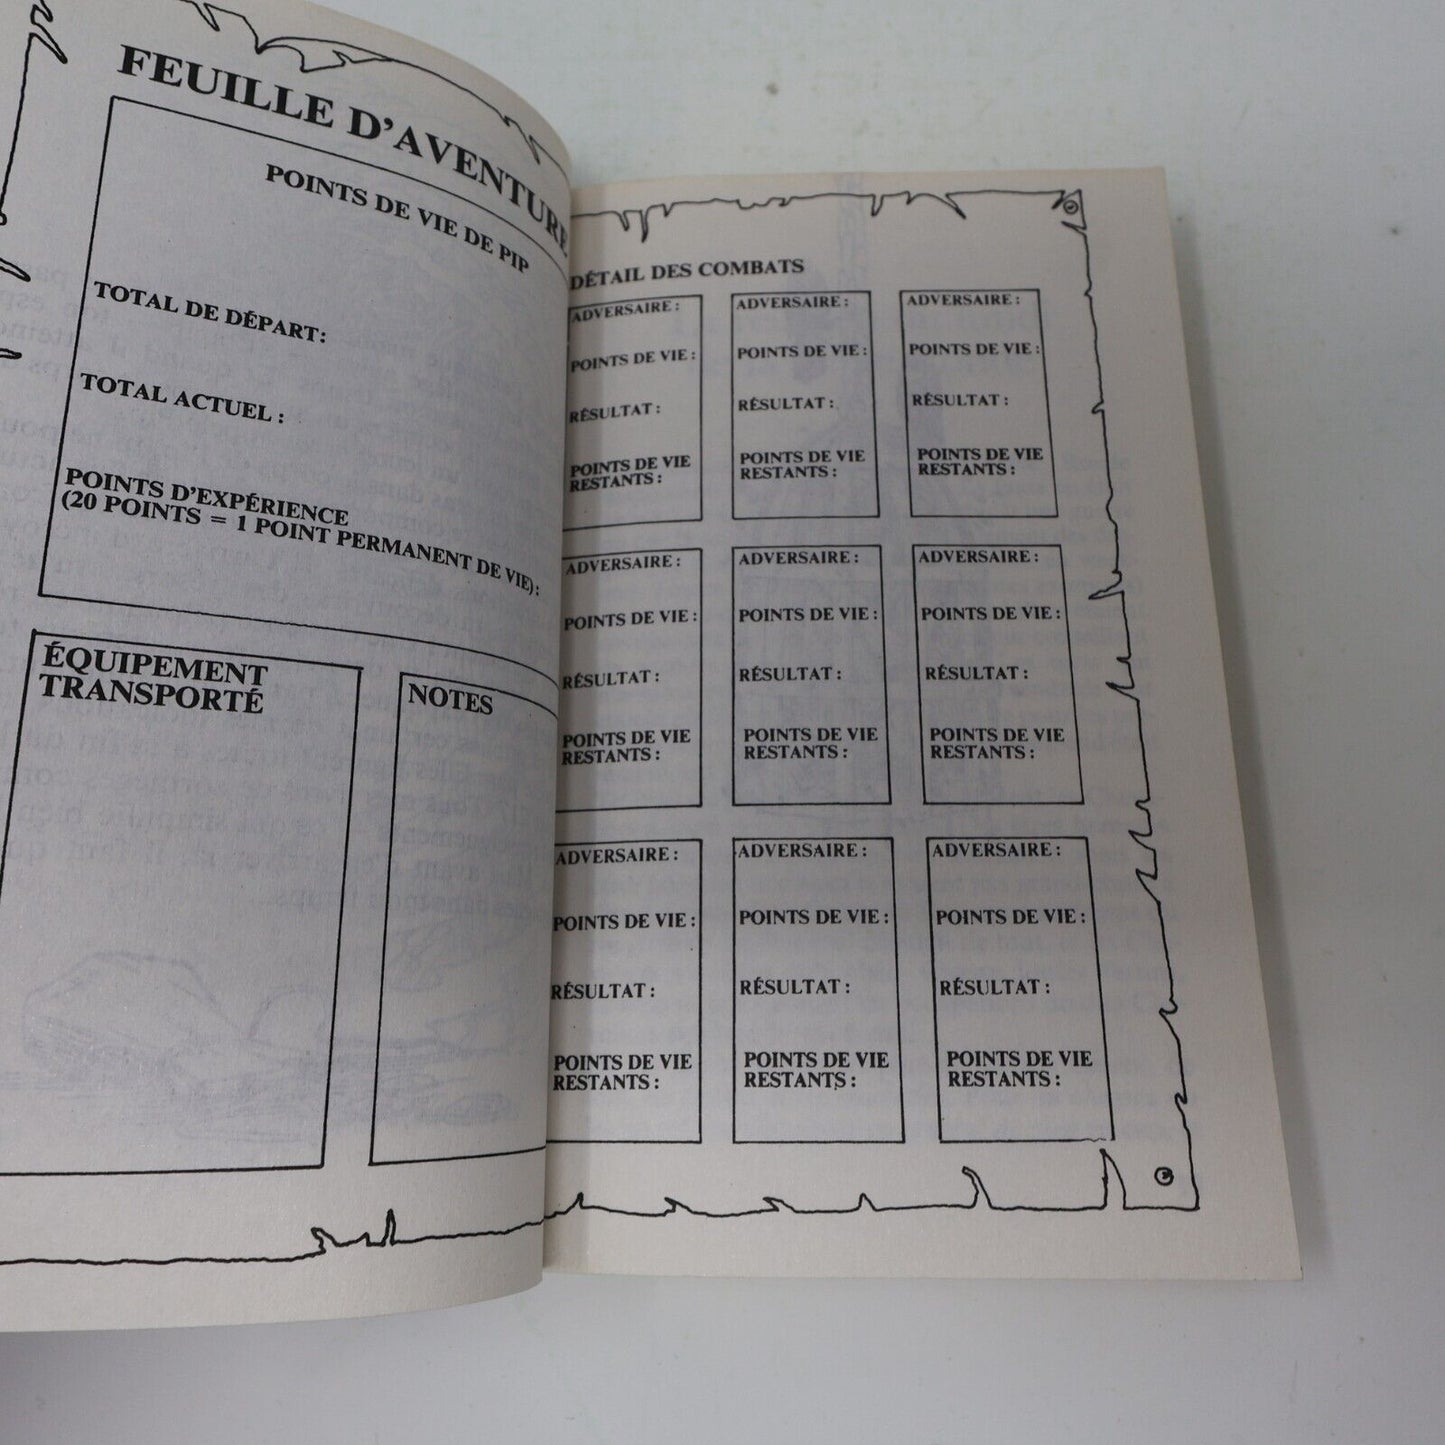 FEUILLE D'AVENTURE
POINTS DE VIE DE PIP
TOTAL DE DÉPART:
TOTAL ACTUEL :
POINTS D'EXPÉRIENCE
(20 POINTS = 1 POINT PERMANENT DE VIE) :
ÉQUIPEMENT
TRANSPORTÉ
NOTES
DÉTAIL DES COMBATS
ADVERSAIRE :
POINTS DE VIE :
RÉSULTAT :
POINTS DE VIE
RESTANTS :
ADVERSAIRE :
POINTS DE VIE :
RÉSULTAT :
POINTS DE VIE
RESTANTS :
ADVERSAIRE :
POINTS DE VIE :
RÉSULTAT :
POINTS DE VIE
RESTANTS :
ADVERSAIRE :
POINTS DE VIE :
RÉSULTAT :
POINTS DE VIE
RESTANTS :
ADVERSAIRE :
POINTS DE VIE :
RÉSULTAT :
POINTS DE VIE
RESTANTS :
ADVERSAIRE :
POINTS DE VIE :
RÉSULTAT :
POINTS DE VIE
RESTANTS :
ADVERSAIRE :
POINTS DE VIE :
RÉSULTAT :
POINTS DE VIE
RESTANTS :
ADVERSAIRE :
POINTS DE VIE :
RÉSULTAT :
POINTS DE VIE
RESTANTS :
ADVERSAIRE :
POINTS DE VIE :
RÉSULTAT :
POINTS DE VIE
RESTANTS :